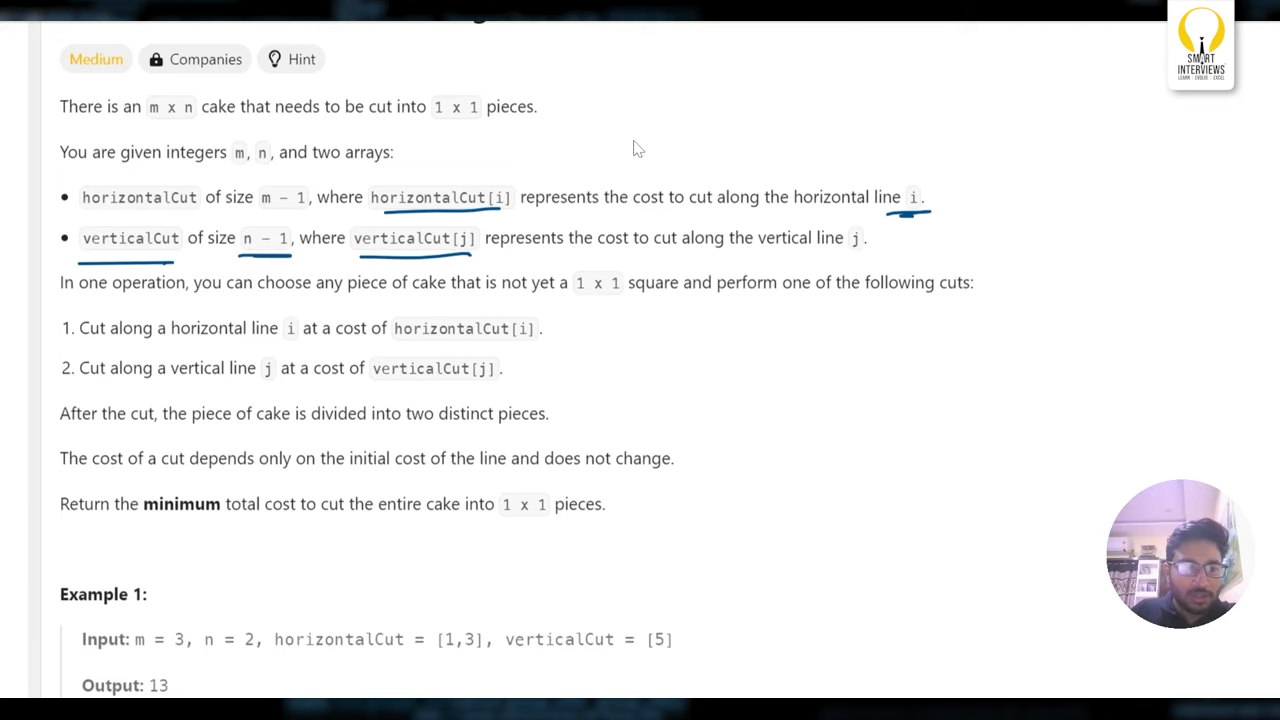 Medium Companies Hint
SMART
INTERVIEWS
LEARN | EVOLVE | EXCEL
There is an m x n cake that needs to be cut into 1 x 1 pieces.
You are given integers m, n, and two arrays:
• horizontalCut of size m - 1, where horizontalCut[i] represents the cost to cut along the horizontal line i.
• verticalCut of size n - 1, where verticalCut[j] represents the cost to cut along the vertical line j.
In one operation, you can choose any piece of cake that is not yet a 1 x 1 square and perform one of the following cuts:
1. Cut along a horizontal line i at a cost of horizontalCut[i].
2. Cut along a vertical line j at a cost of verticalCut[j].
After the cut, the piece of cake is divided into two distinct pieces.
The cost of a cut depends only on the initial cost of the line and does not change.
Return the minimum total cost to cut the entire cake into 1 x 1 pieces.
Example 1:
Input: m = 3, n = 2, horizontalCut = [1,3], verticalCut = [5]
Output: 13